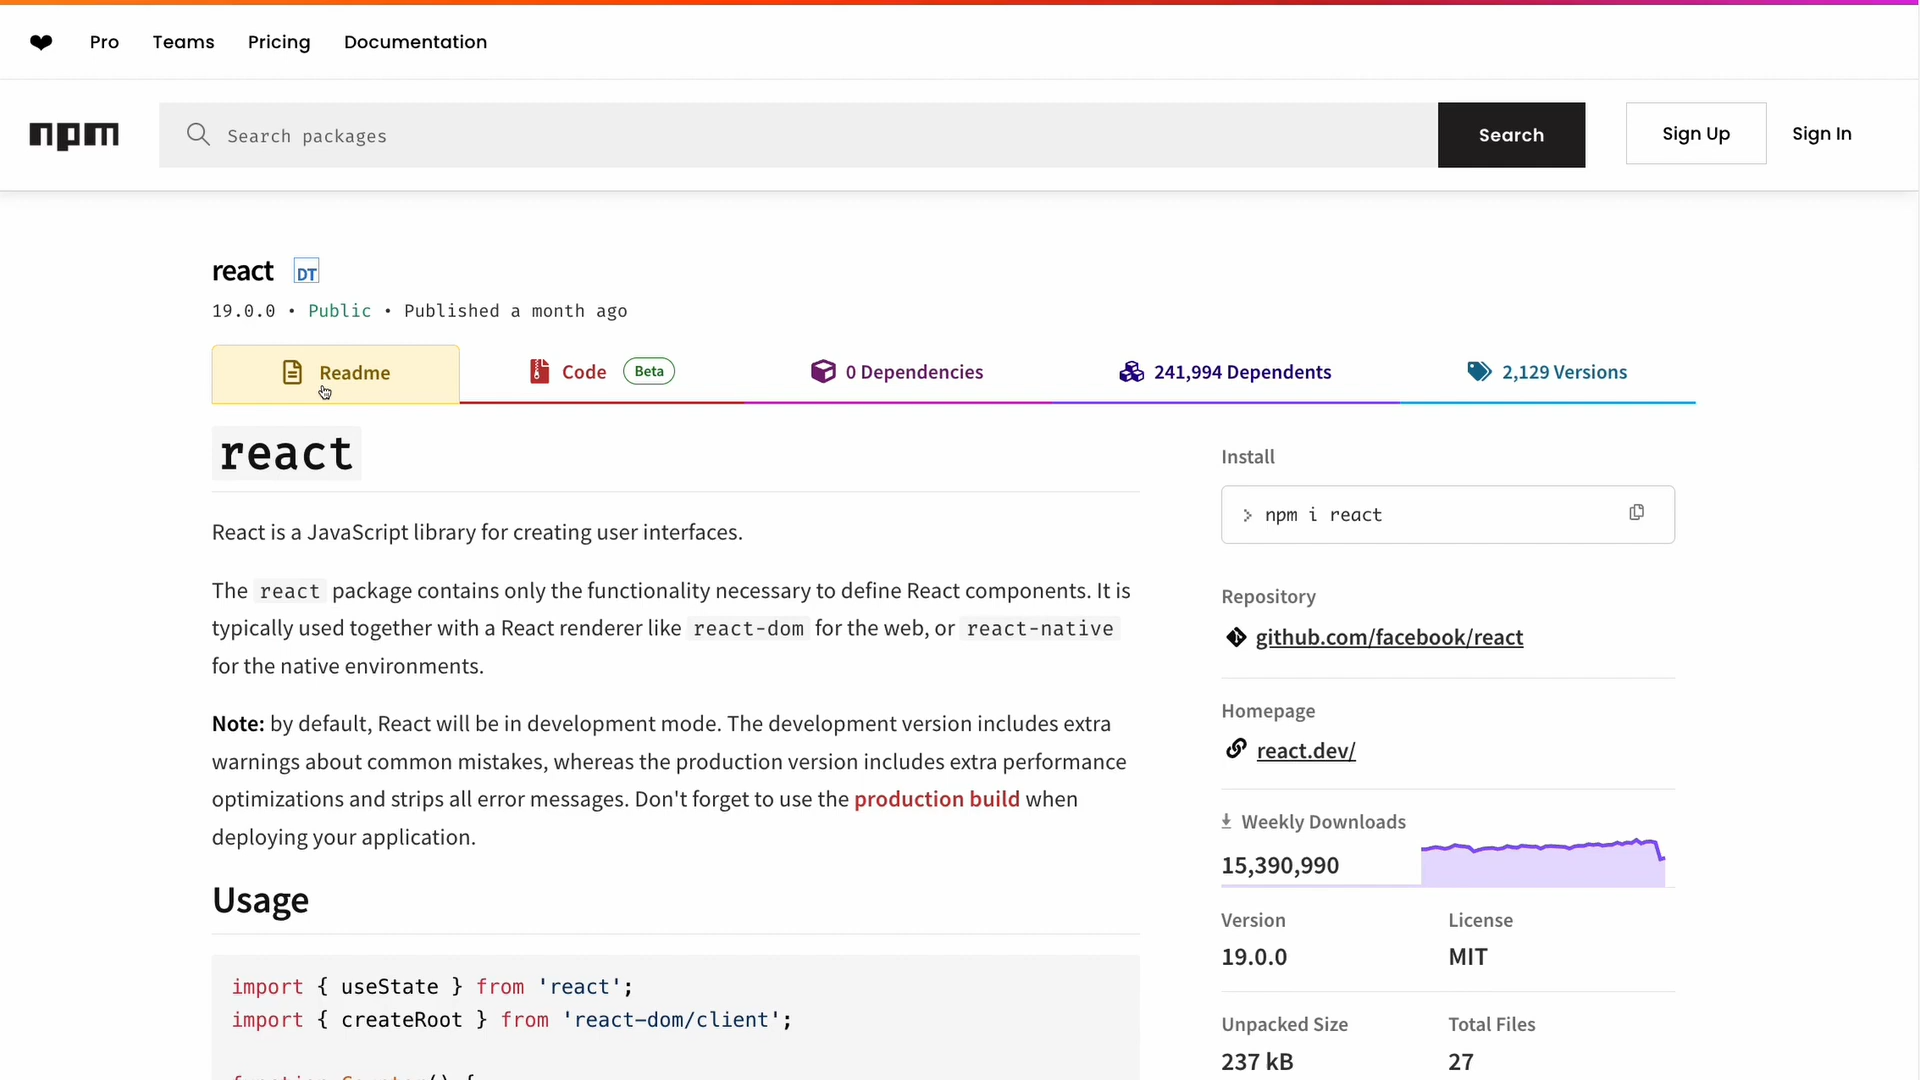 Pro Teams Pricing Documentation
npm Search packages Search Sign Up Sign In
react DT
19.0.0 • Public • Published a month ago
Readme Code Beta 0 Dependencies 241,994 Dependents 2,129 Versions
react
React is a JavaScript library for creating user interfaces.
The react package contains only the functionality necessary to define React components. It is
typically used together with a React renderer like react-dom for the web, or react-native
for the native environments.
Note: by default, React will be in development mode. The development version includes extra
warnings about common mistakes, whereas the production version includes extra performance
optimizations and strips all error messages. Don't forget to use the production build when
deploying your application.
Usage
import { useState } from 'react';
import { createRoot } from 'react-dom/client';
function Counter() {
Install
> npm i react
Repository
github.com/facebook/react
Homepage
react.dev/
Weekly Downloads
15,390,990
Version License
19.0.0 MIT
Unpacked Size Total Files
237 kB 27